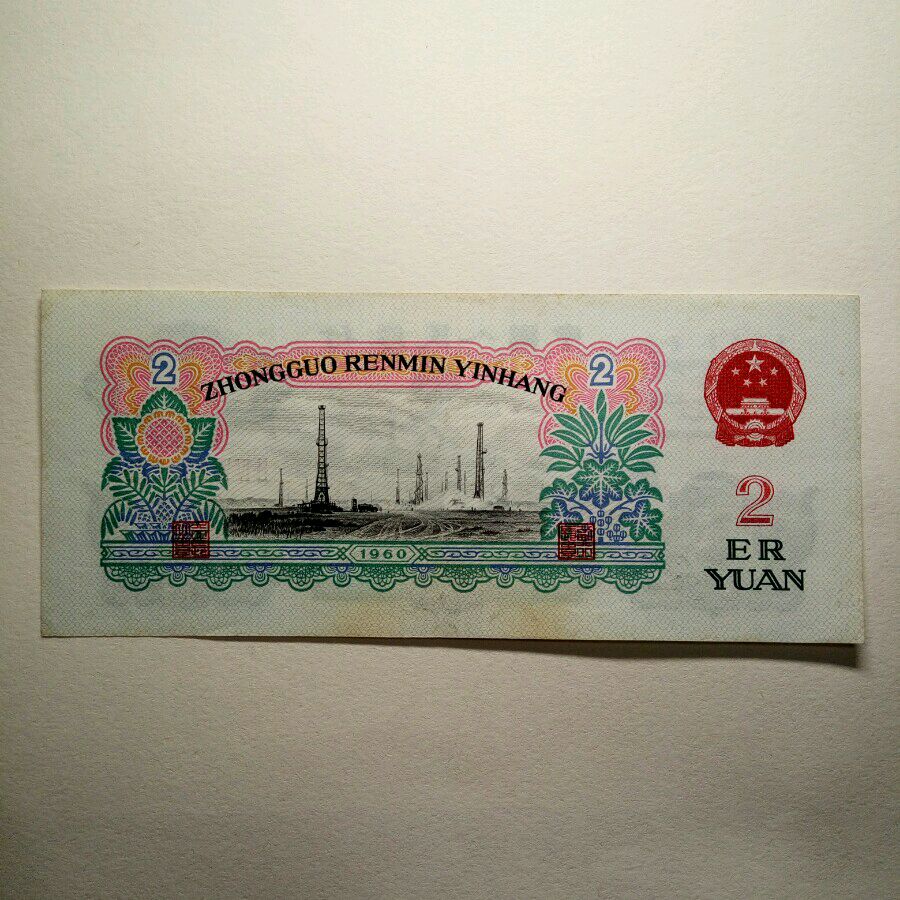 2 ZHONGGUO RENMIN YINHANG 2
1960
2
ER
YUAN